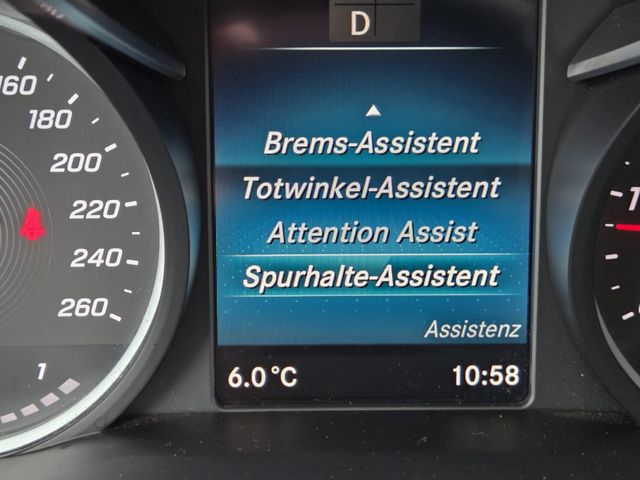 D
Brems-Assistent
Totwinkel-Assistent
Attention Assist
Spurhalte-Assistent
Assistenz
6.0 °C
10:58
160
180
200
220
240
260
1
1